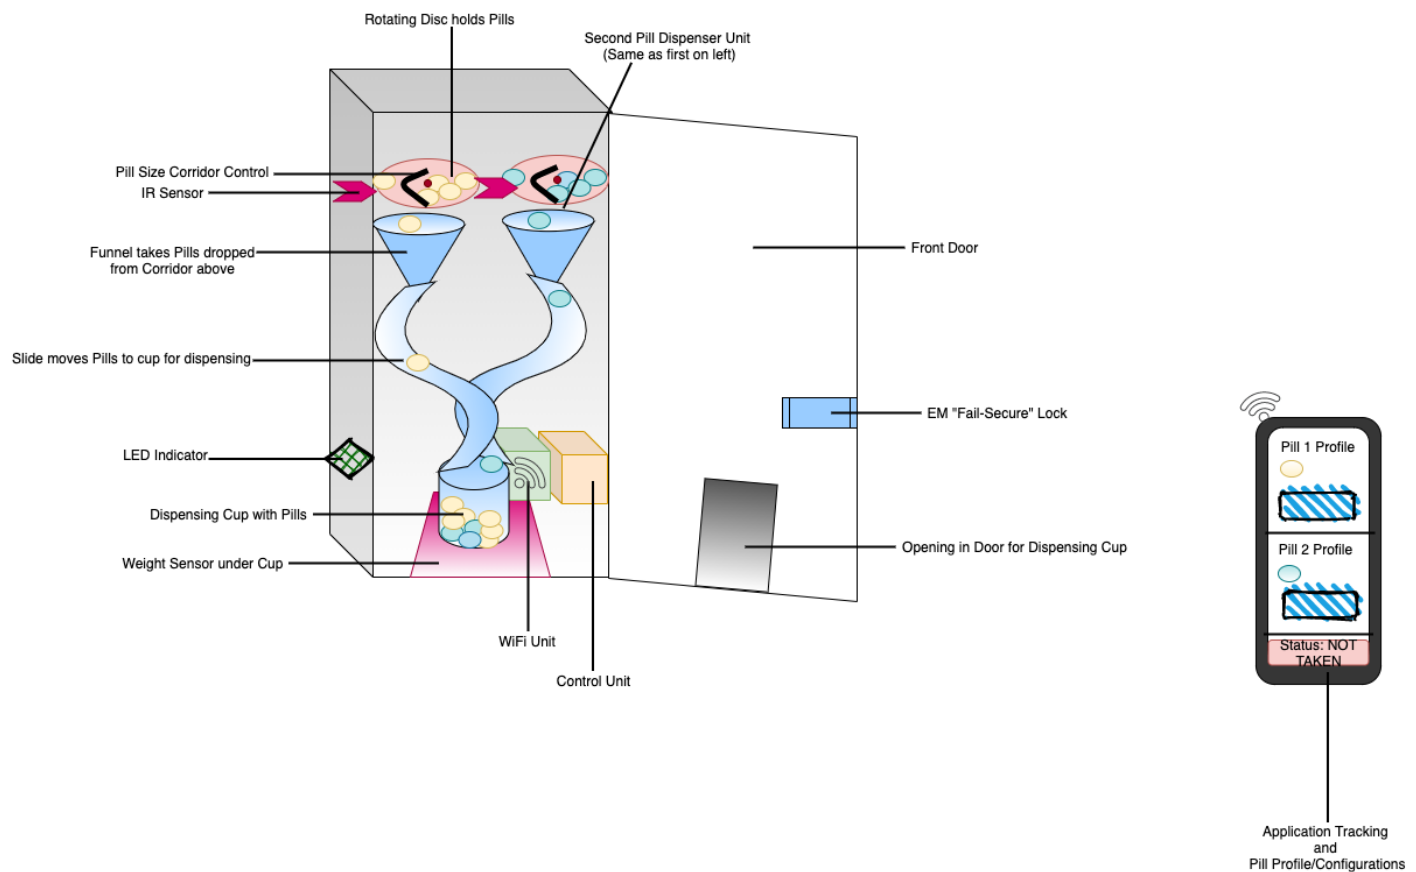 Rotating Disc holds Pills
Second Pill Dispenser Unit
(Same as first on left)
Pill Size Corridor Control
IR Sensor
Funnel takes Pills dropped
from Corridor above
Front Door
Slide moves Pills to cup for dispensing
EM "Fail-Secure" Lock
LED Indicator
Dispensing Cup with Pills
Opening in Door for Dispensing Cup
Weight Sensor under Cup
WiFi Unit
Control Unit
Pill 1 Profile
Pill 2 Profile
Status: NOT
TAKEN
Application Tracking
and
Pill Profile/Configurations